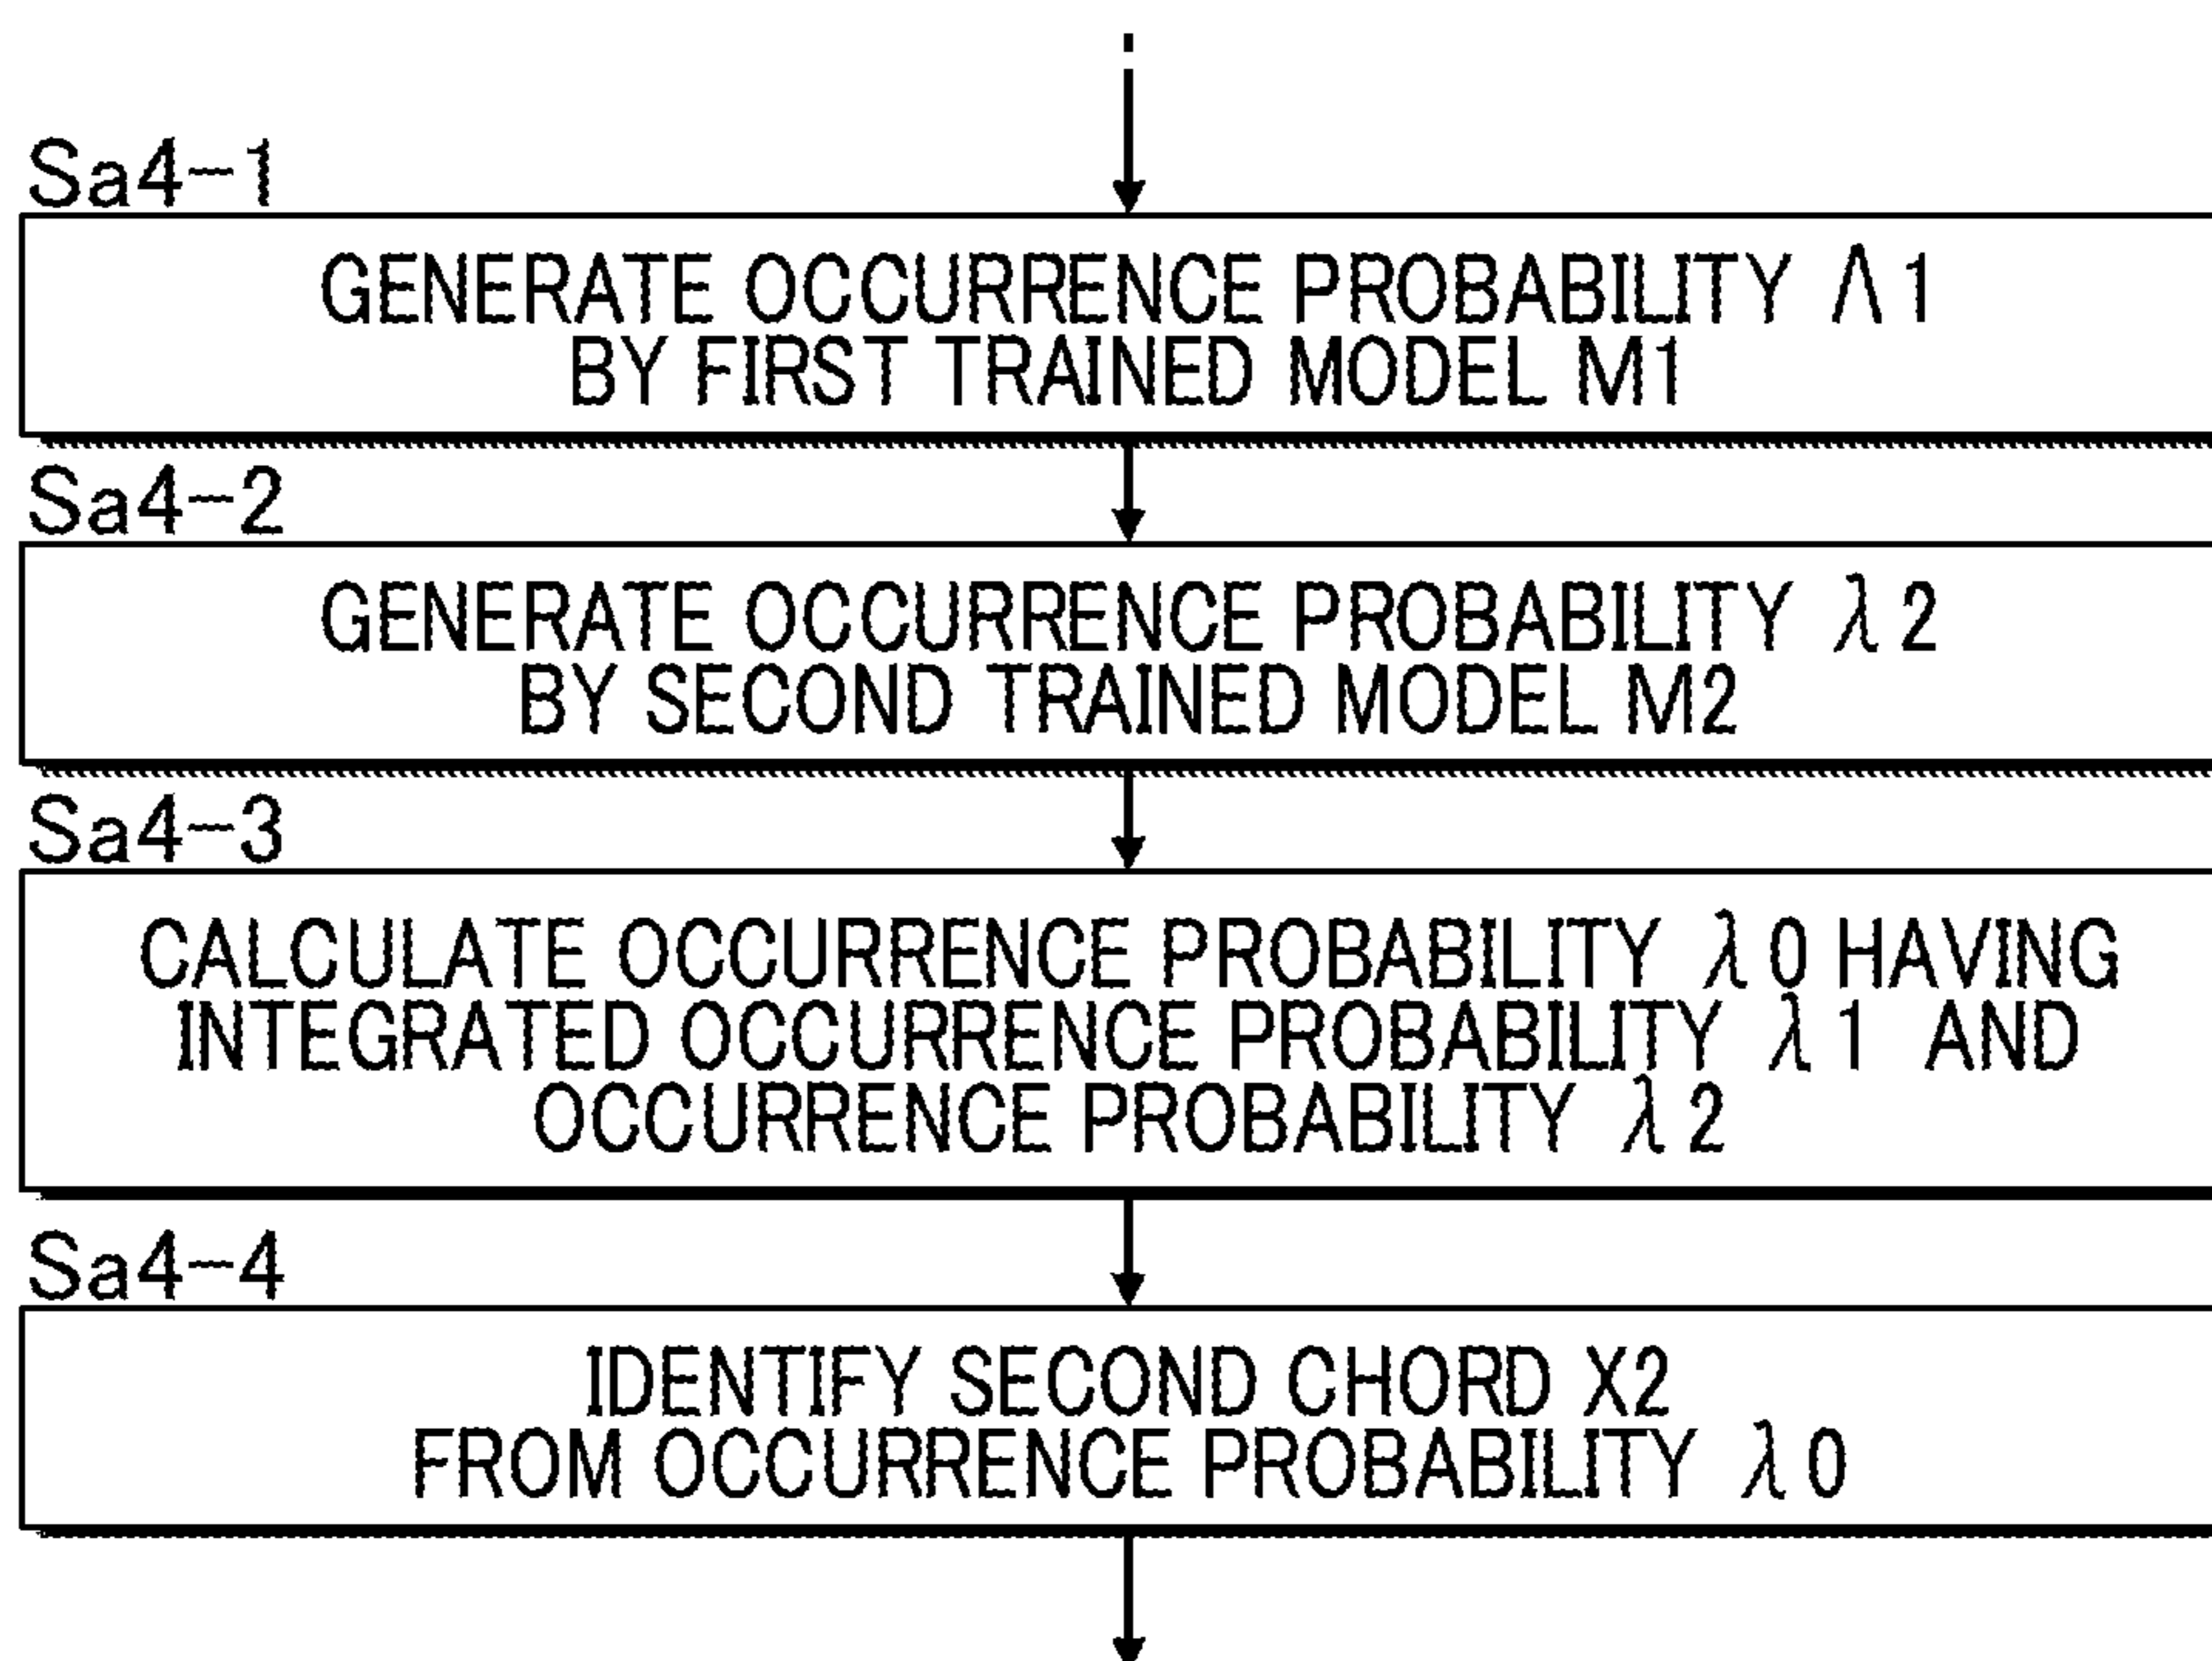 Sa4-1
GENERATE OCCURRENCE PROBABILITY Λ1
BY FIRST TRAINED MODEL M1
Sa4-2
GENERATE OCCURRENCE PROBABILITY λ2
BY SECOND TRAINED MODEL M2
Sa4-3
CALCULATE OCCURRENCE PROBABILITY λ0 HAVING
INTEGRATED OCCURRENCE PROBABILITY λ1 AND
OCCURRENCE PROBABILITY λ2
Sa4-4
IDENTIFY SECOND CHORD X2
FROM OCCURRENCE PROBABILITY λ0